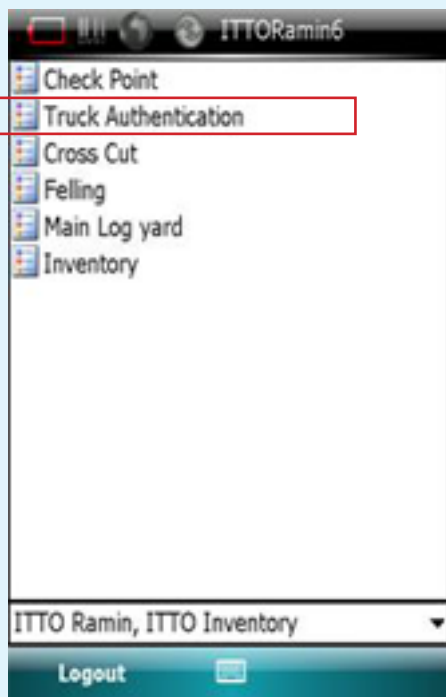 ITTORamin6
Check Point
Truck Authentication
Cross Cut
Felling
Main Log yard
Inventory
ITTO Ramin, ITTO Inventory
Logout